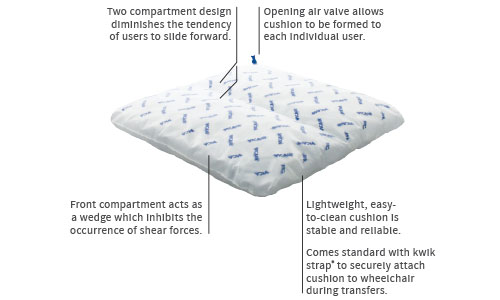 Two compartment design
diminishes the tendency
of users to slide forward.
Opening air valve allows
cushion to be formed to
each individual user.
Front compartment acts as
a wedge which inhibits the
occurrence of shear forces.
Lightweight, easy-
to-clean cushion is
stable and reliable.
Comes standard with kwik
strap* to securely attach
cushion to wheelchair
during transfers.